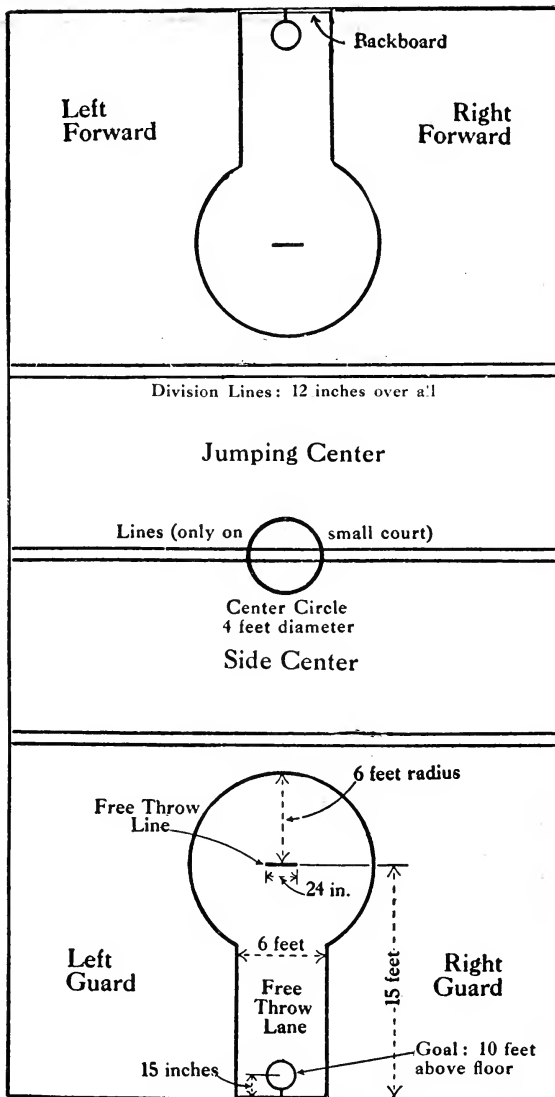 Backboard
Left
Forward
Right
Forward
Division Lines: 12 inches over all
Jumping Center
Lines (only on small court)
Center Circle
4 feet diameter
Side Center
6 feet radius
Free Throw
Line
24 in.
6 feet
Left
Guard
Free
Throw
Lane
15 feet
Right
Guard
15 inches
Goal: 10 feet
above floor